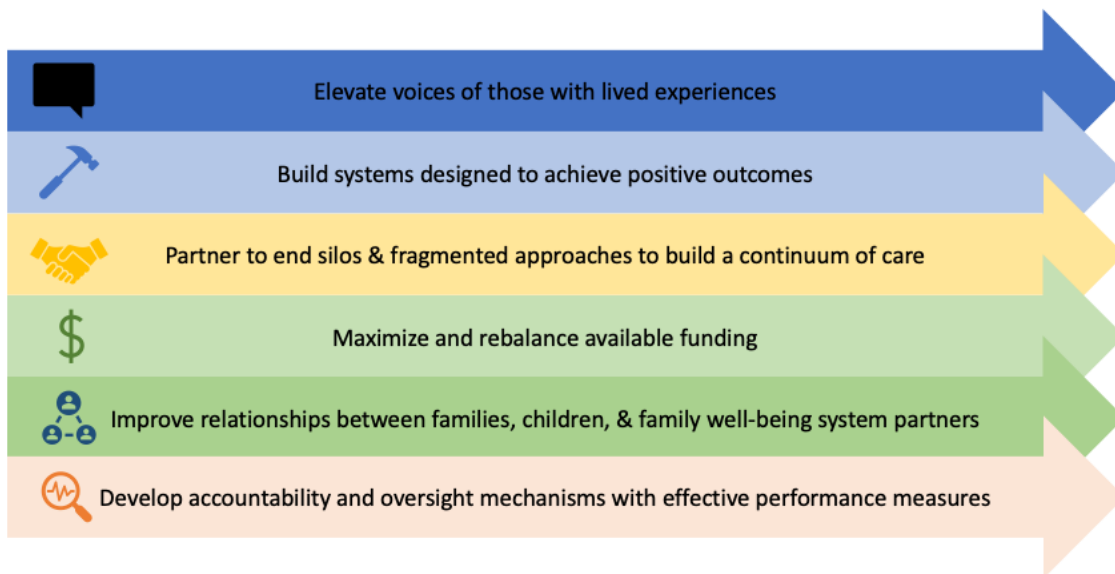 Elevate voices of those with lived experiences
Build systems designed to achieve positive outcomes
Partner to end silos & fragmented approaches to build a continuum of care
$
Maximize and rebalance available funding
Improve relationships between families, children, & family well-being system partners
Develop accountability and oversight mechanisms with effective performance measures